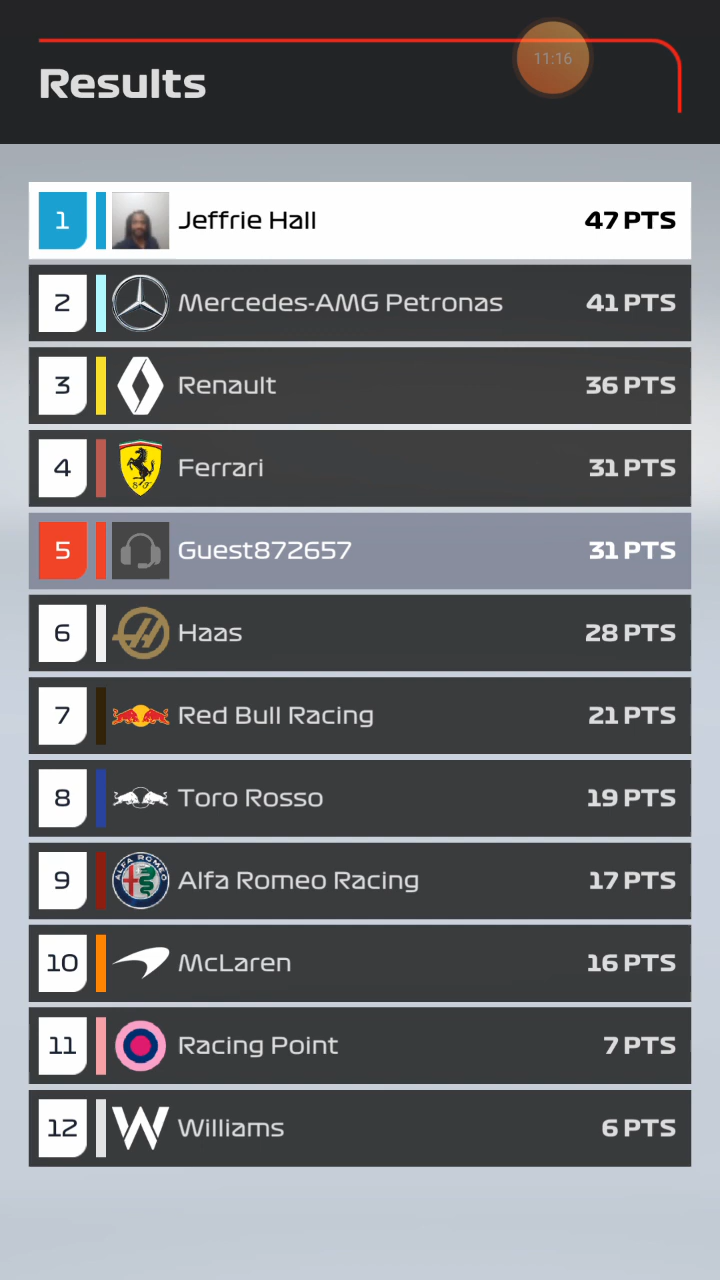 11:16
Results
1 Jeffrie Hall 47 PTS
2 Mercedes-AMG Petronas 41 PTS
3 Renault 36 PTS
4 S F Ferrari 31 PTS
5 Guest872657 31 PTS
6 Haas 28 PTS
7 Red Bull Racing 21 PTS
8 Toro Rosso 19 PTS
9 ALFA ROMEO Alfa Romeo Racing 17 PTS
10 McLaren 16 PTS
11 Racing Point 7 PTS
12 Williams 6 PTS